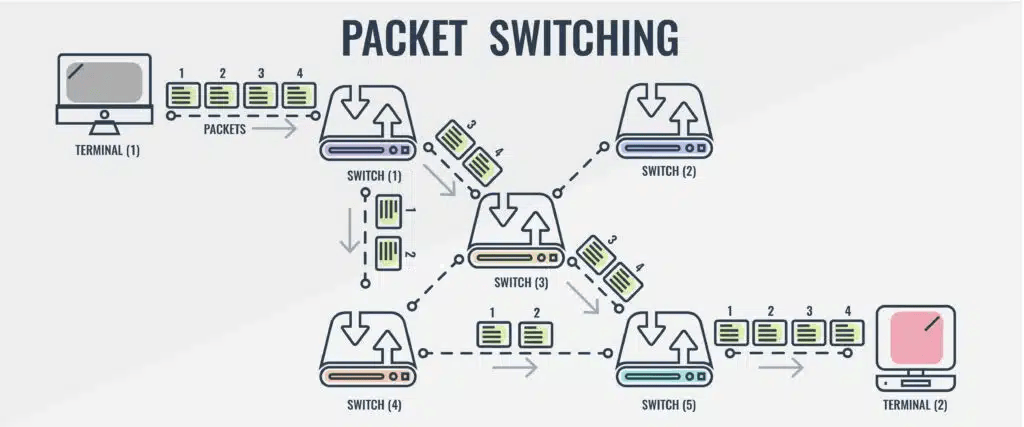 PACKET SWITCHING
1 2 3 4
PACKETS
TERMINAL (1)
SWITCH (1)
3
4
SWITCH (2)
1
2
SWITCH (3)
3
4
1 2
1 2 3 4
SWITCH (4)
SWITCH (5)
TERMINAL (2)